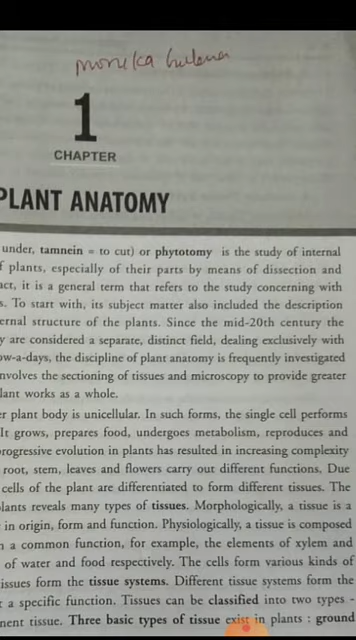 monika
1
CHAPTER
PLANT ANATOMY
under, tamnein = to cut) or phytotomy is the study of internal
f plants, especially of their parts by means of dissection and
act, it is a general term that refers to the study concerning with
s. To start with, its subject matter also included the description
ernal structure of the plants. Since the mid-20th century the
y are considered a separate, distinct field, dealing exclusively with
ow-a-days, the discipline of plant anatomy is frequently investigated
nvolves the sectioning of tissues and microscopy to provide greater
lant works as a whole.
er plant body is unicellular. In such forms, the single cell performs
It grows, prepares food, undergoes metabolism, reproduces and
rogressive evolution in plants has resulted in increasing complexity
root, stem, leaves and flowers carry out different functions. Due
cells of the plant are differentiated to form different tissues. The
lants reveals many types of tissues. Morphologically, a tissue is a
r in origin, form and function. Physiologically, a tissue is composed
n a common function, for example, the elements of xylem and
of water and food respectively. The cells form various kinds of
issues form the tissue systems. Different tissue systems form the
t a specific function. Tissues can be classified into two types -
nent tissue. Three basic types of tissue exist in plants : ground